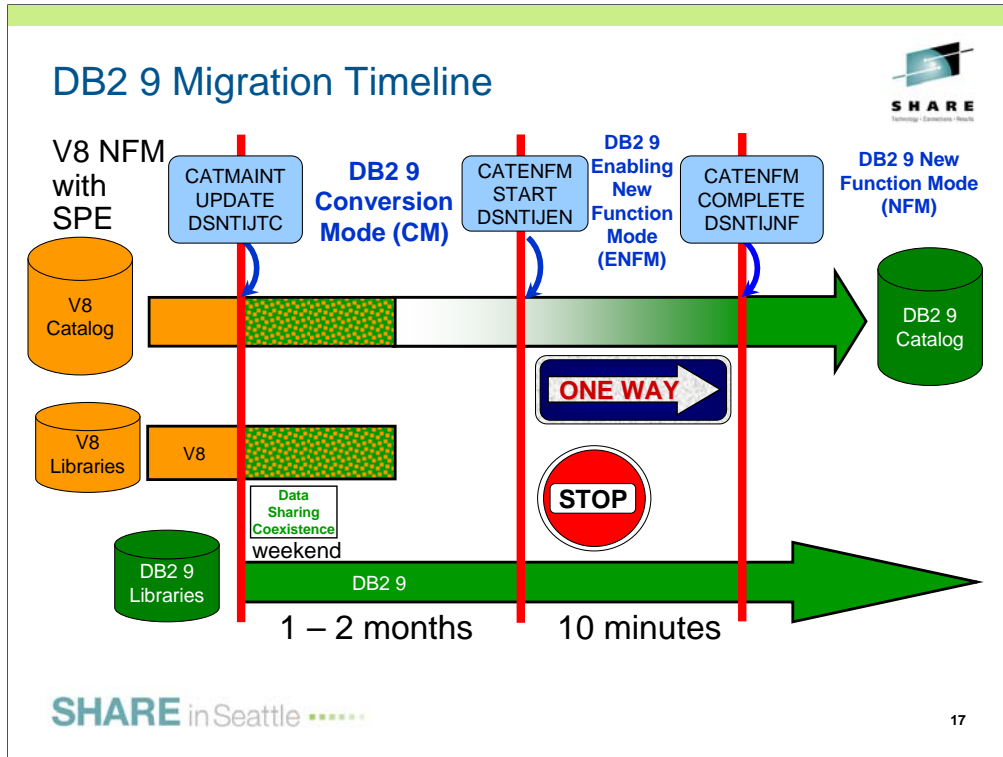 DB2 9 Migration Timeline
SHARE
Technology • Connections • Results
V8 NFM
with
SPE
CATMAINT
UPDATE
DSNTIJTC
DB2 9
Conversion
Mode (CM)
CATENFM
START
DSNTIJEN
DB2 9
Enabling
New
Function
Mode
(ENFM)
CATENFM
COMPLETE
DSNTIJNF
DB2 9 New
Function Mode
(NFM)
V8
Catalog
DB2 9
Catalog
ONE WAY
V8
Libraries
V8
STOP
Data
Sharing
Coexistence
weekend
DB2 9
Libraries
DB2 9
1 – 2 months
10 minutes
SHARE in Seattle
17